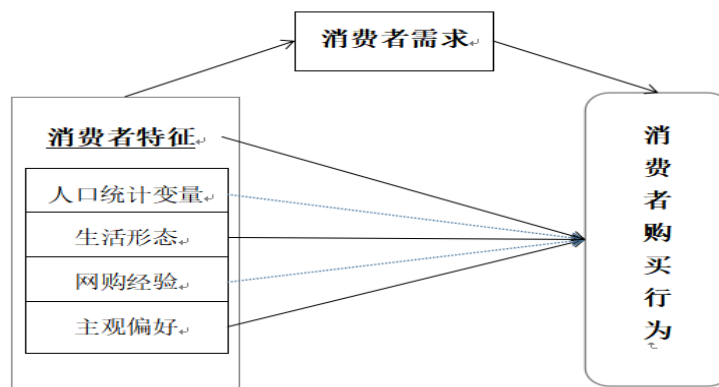 消费者需求
消费者特征
人口统计变量
生活形态
网购经验
主观偏好
消
费
者
购
买
行
为